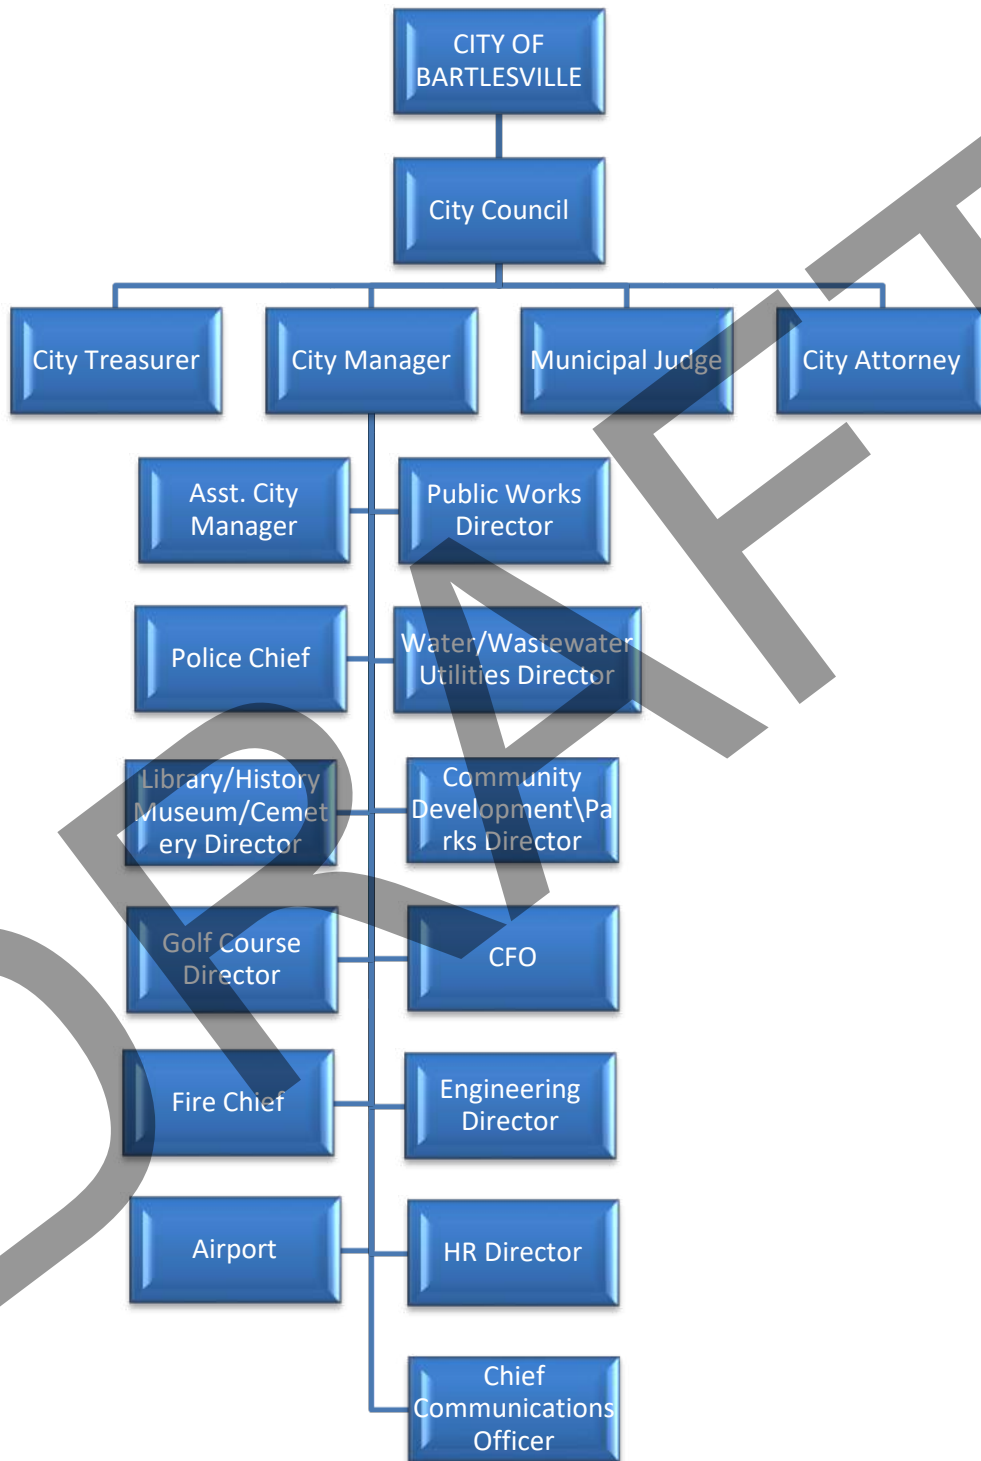 CITY OF
BARTLESVILLE
City Council
City Treasurer
City Manager
Municipal Judge
City Attorney
Asst. City
Manager
Public Works
Director
Police Chief
Water/Wastewater
Utilities Director
Library/History
Museum/Cemet
ery Director
Community
Development\Pa
rks Director
Golf Course
Director
CFO
Fire Chief
Engineering
Director
Airport
HR Director
Chief
Communications
Officer
DRAFT